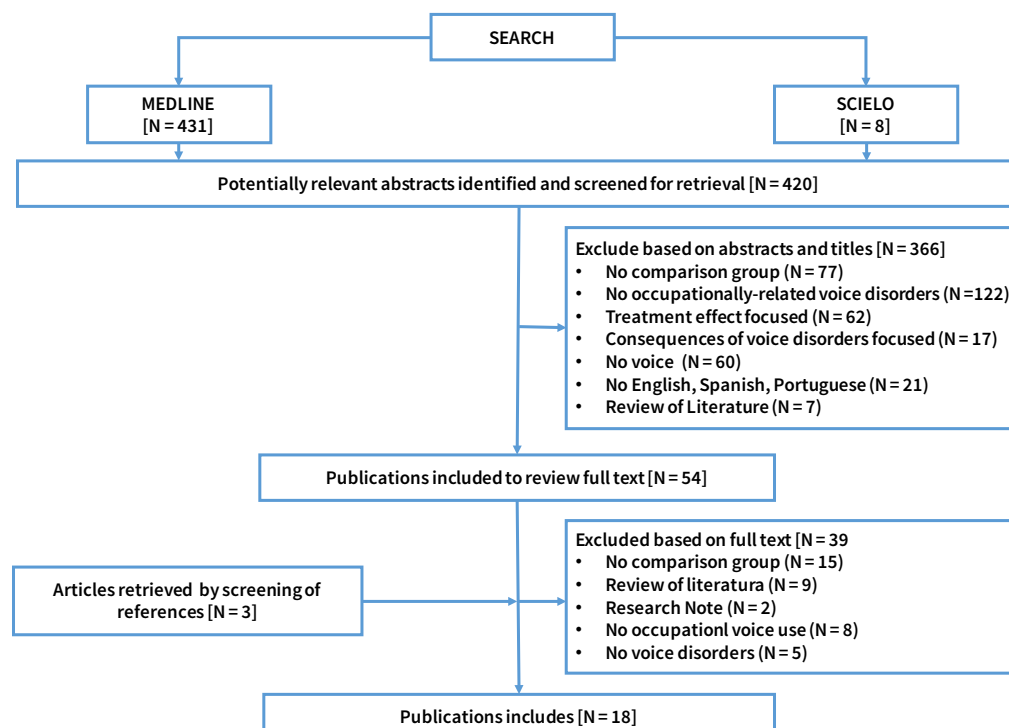 SEARCH
MEDLINE
[N = 431]
SCIELO
[N = 8]
Potentially relevant abstracts identified and screened for retrieval [N = 420]
Exclude based on abstracts and titles [N = 366]
• No comparison group (N = 77)
• No occupationally-related voice disorders (N =122)
• Treatment effect focused (N = 62)
• Consequences of voice disorders focused (N = 17)
• No voice (N = 60)
• No English, Spanish, Portuguese (N = 21)
• Review of Literature (N = 7)
Publications included to review full text [N = 54]
Excluded based on full text [N = 39
• No comparison group (N = 15)
• Review of literatura (N = 9)
• Research Note (N = 2)
• No occupationl voice use (N = 8)
• No voice disorders (N = 5)
Articles retrieved by screening of
references [N = 3]
Publications includes [N = 18]